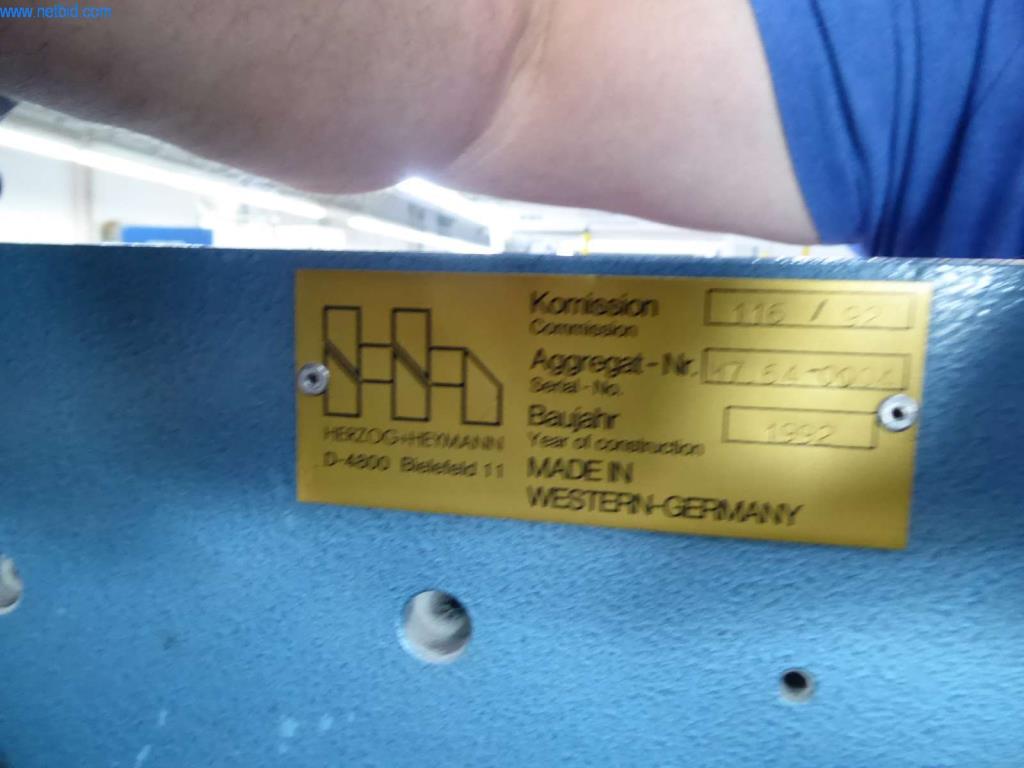 www.netbid.com
Komission 116 / 92
Commission
Aggregat-Nr.
Serial-No.
Baujahr 1992
Year of construction
MADE IN
WESTERN-GERMANY
HERZOG+HEYMANN
D-4800 Bielefeld 11